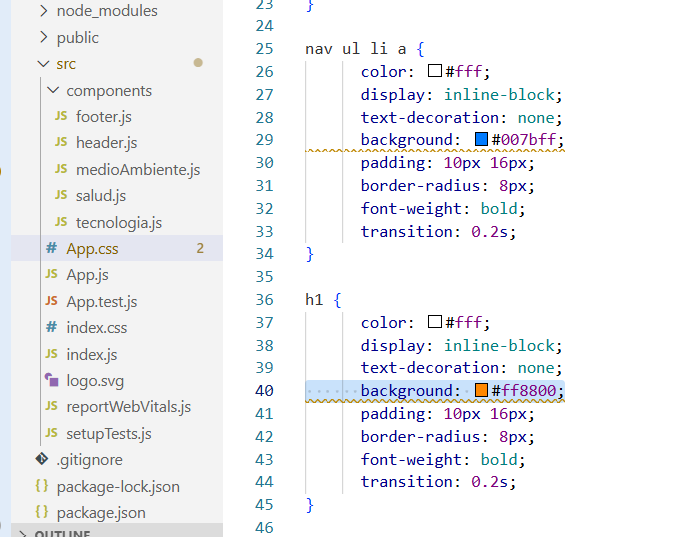 node_modules
public
src
components
JS footer.js
JS header.js
JS medioAmbiente.js
JS salud.js
JS tecnologia.js
# App.css 2
JS App.js
JS App.test.js
# index.css
JS index.js
logo.svg
JS reportWebVitals.js
JS setupTests.js
.gitignore
{} package-lock.json
{} package.json
OUTLINE
23 }
24
25 nav ul li a {
26 color: #fff;
27 display: inline-block;
28 text-decoration: none;
29 background: #007bff;
30 padding: 10px 16px;
31 border-radius: 8px;
32 font-weight: bold;
33 transition: 0.2s;
34 }
35
36 h1 {
37 color: #fff;
38 display: inline-block;
39 text-decoration: none;
40 background: #ff8800;
41 padding: 10px 16px;
42 border-radius: 8px;
43 font-weight: bold;
44 transition: 0.2s;
45 }
46